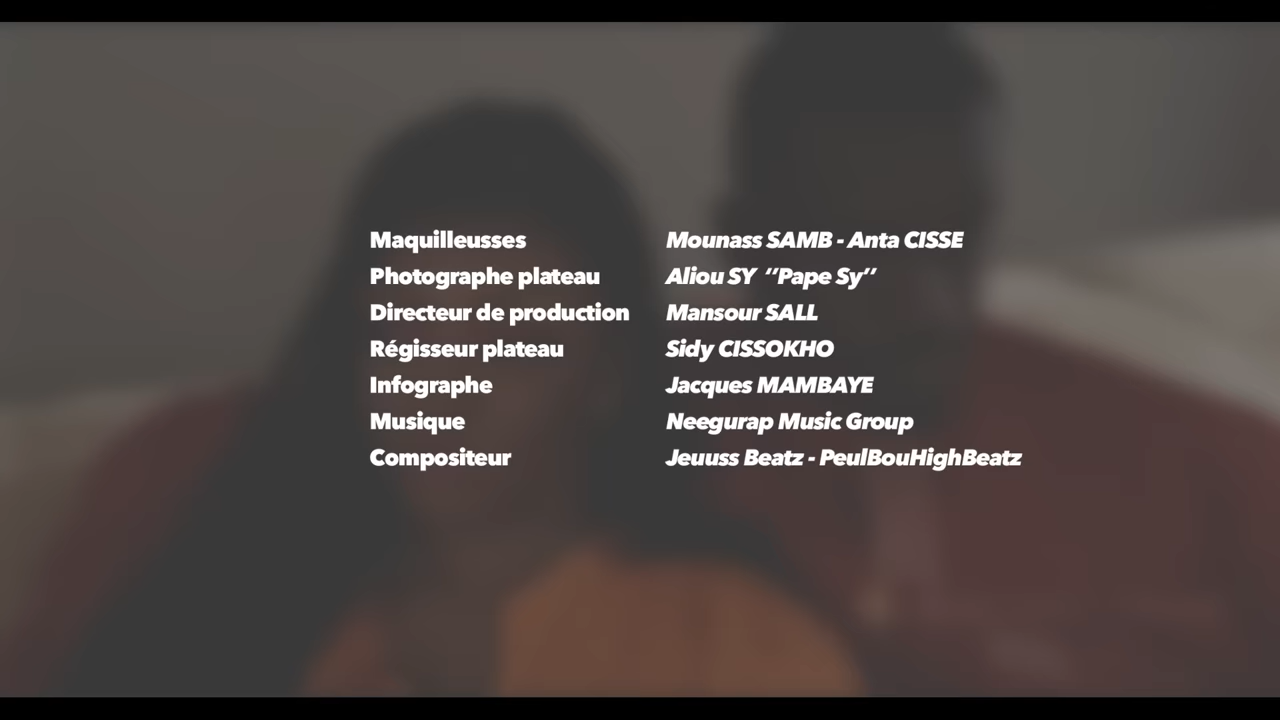 Maquilleusses Mounass SAMB - Anta CISSE
Photographe plateau Aliou SY ‘’Pape Sy’’
Directeur de production Mansour SALL
Régisseur plateau Sidy CISSOKHO
Infographe Jacques MAMBAYE
Musique Neegurap Music Group
Compositeur Jeuuss Beatz - PeulBouHighBeatz